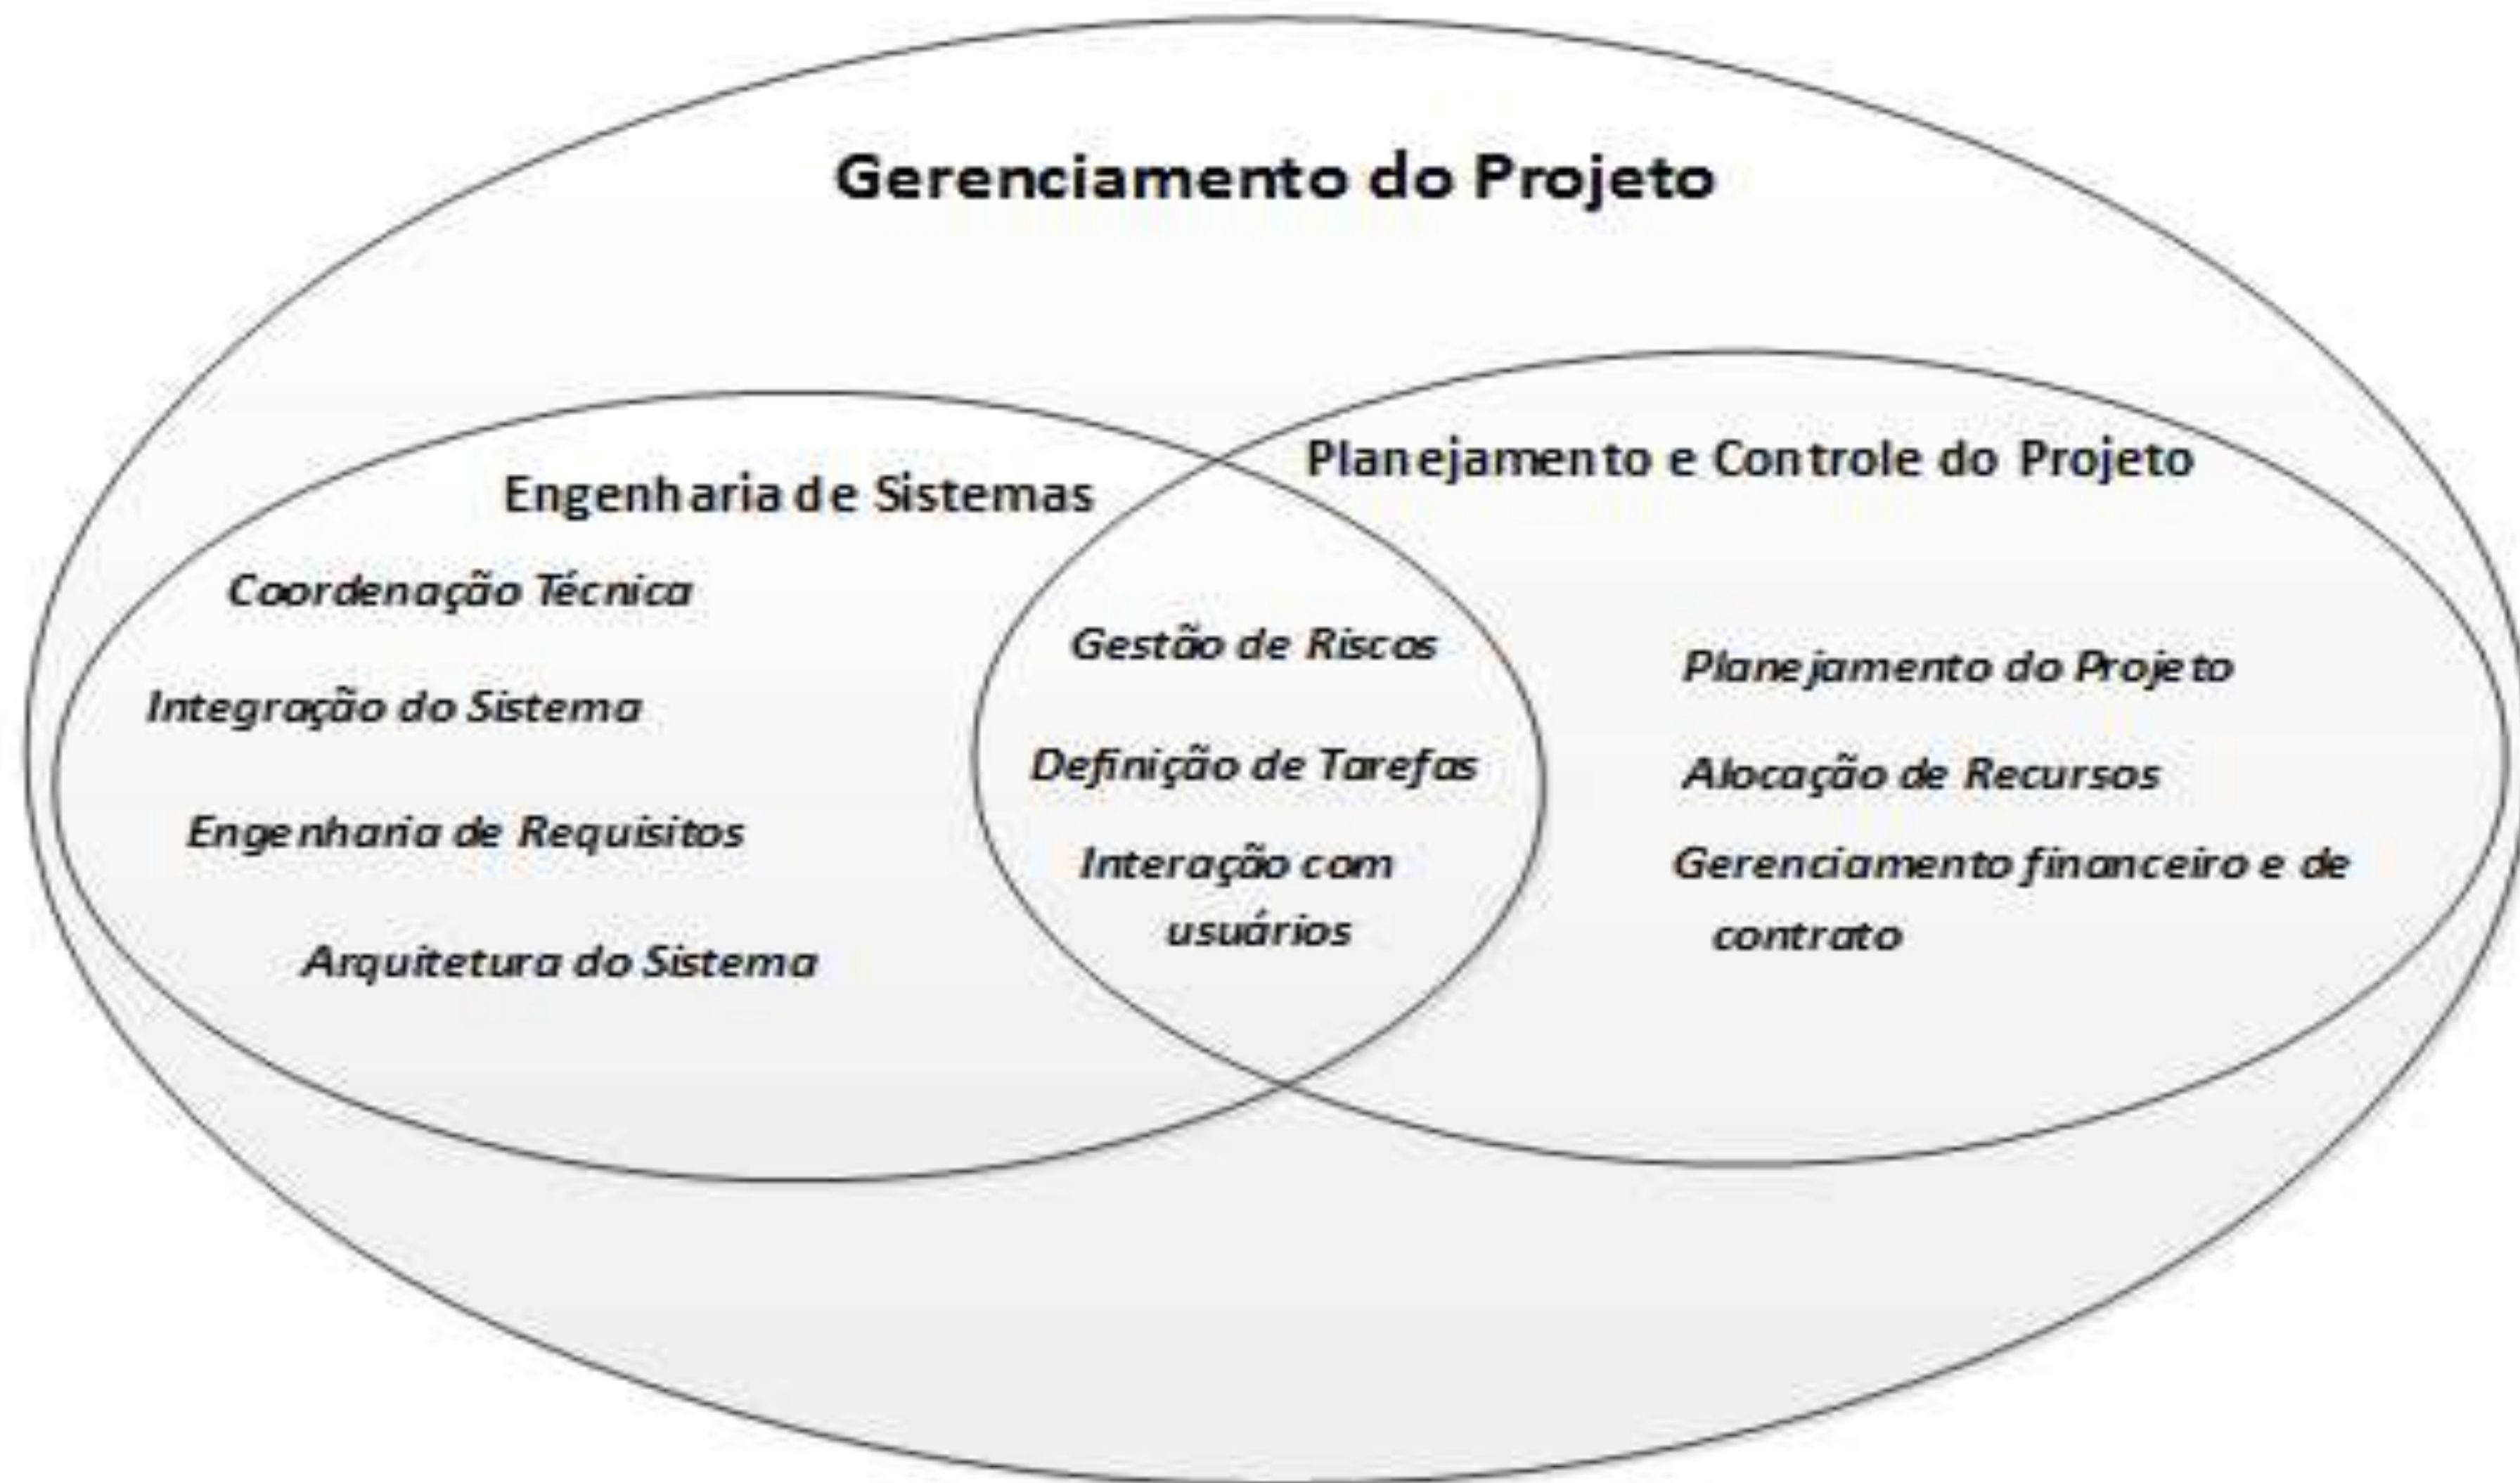 Gerenciamento do Projeto
Engenharia de Sistemas
Coordenação Técnica
Integração do Sistema
Engenharia de Requisitos
Arquitetura do Sistema
Gestão de Riscos
Definição de Tarefas
Interação com
usuários
Planejamento e Controle do Projeto
Planejamento do Projeto
Alocação de Recursos
Gerenciamento financeiro e de
contrato